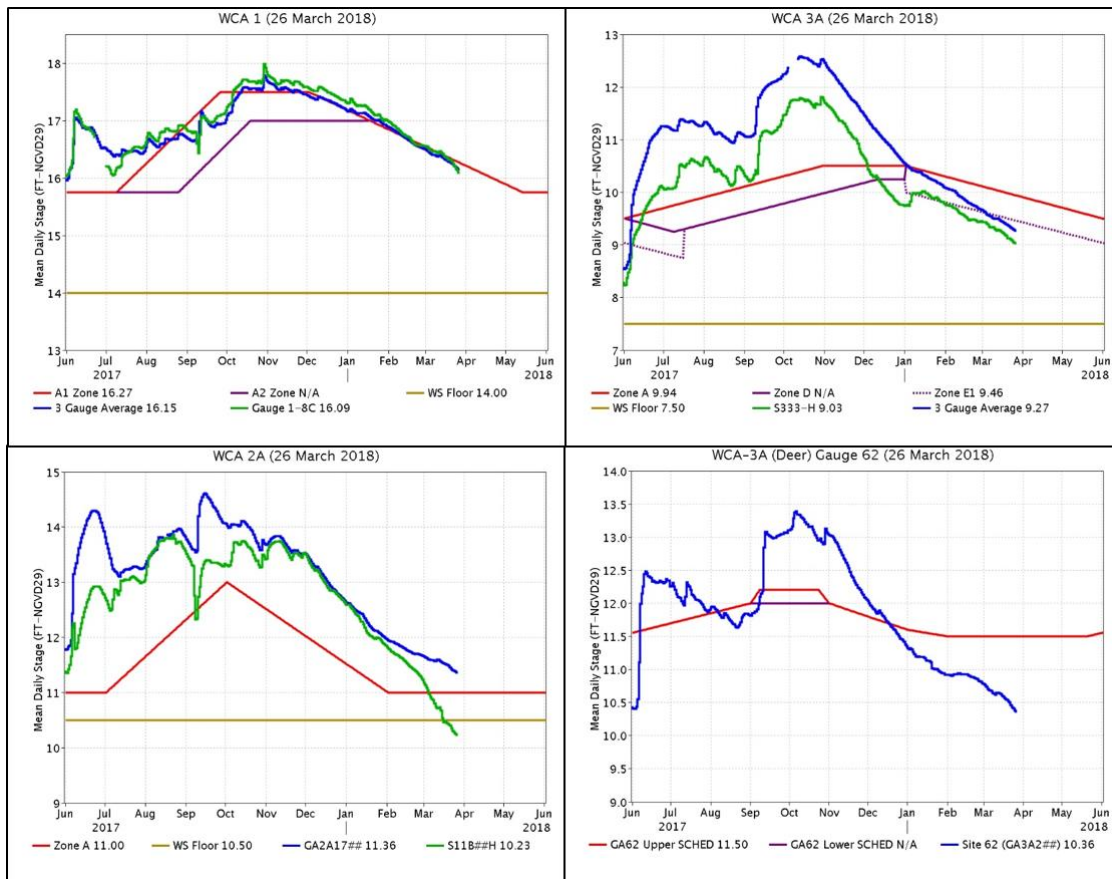 WCA 1 (26 March 2018)
Mean Daily Stage (FT-NGVD29)
18
17
16
15
14
13
Jun Jul Aug Sep Oct Nov Dec Jan Feb Mar Apr May Jun
2017 2018
A1 Zone 16.27 A2 Zone N/A WS Floor 14.00
3 Gauge Average 16.15 Gauge 1-8C 16.09
WCA 3A (26 March 2018)
Mean Daily Stage (FT-NGVD29)
13
12
11
10
9
8
7
Jun Jul Aug Sep Oct Nov Dec Jan Feb Mar Apr May Jun
2017 2018
Zone A 9.94 Zone D N/A Zone E1 9.46
WS Floor 7.50 S333-H 9.03 3 Gauge Average 9.27
WCA 2A (26 March 2018)
Mean Daily Stage (FT-NGVD29)
15
14
13
12
11
10
9
Jun Jul Aug Sep Oct Nov Dec Jan Feb Mar Apr May Jun
2017 2018
Zone A 11.00 WS Floor 10.50 GA2A17## 11.36 S11B##H 10.23
WCA-3A (Deer) Gauge 62 (26 March 2018)
Mean Daily Stage (FT-NGVD29)
14.0
13.5
13.0
12.5
12.0
11.5
11.0
10.5
10.0
9.5
9.0
Jun Jul Aug Sep Oct Nov Dec Jan Feb Mar Apr May Jun
2017 2018
GA62 Upper SCHED 11.50 GA62 Lower SCHED N/A Site 62 (GA3A2##) 10.36